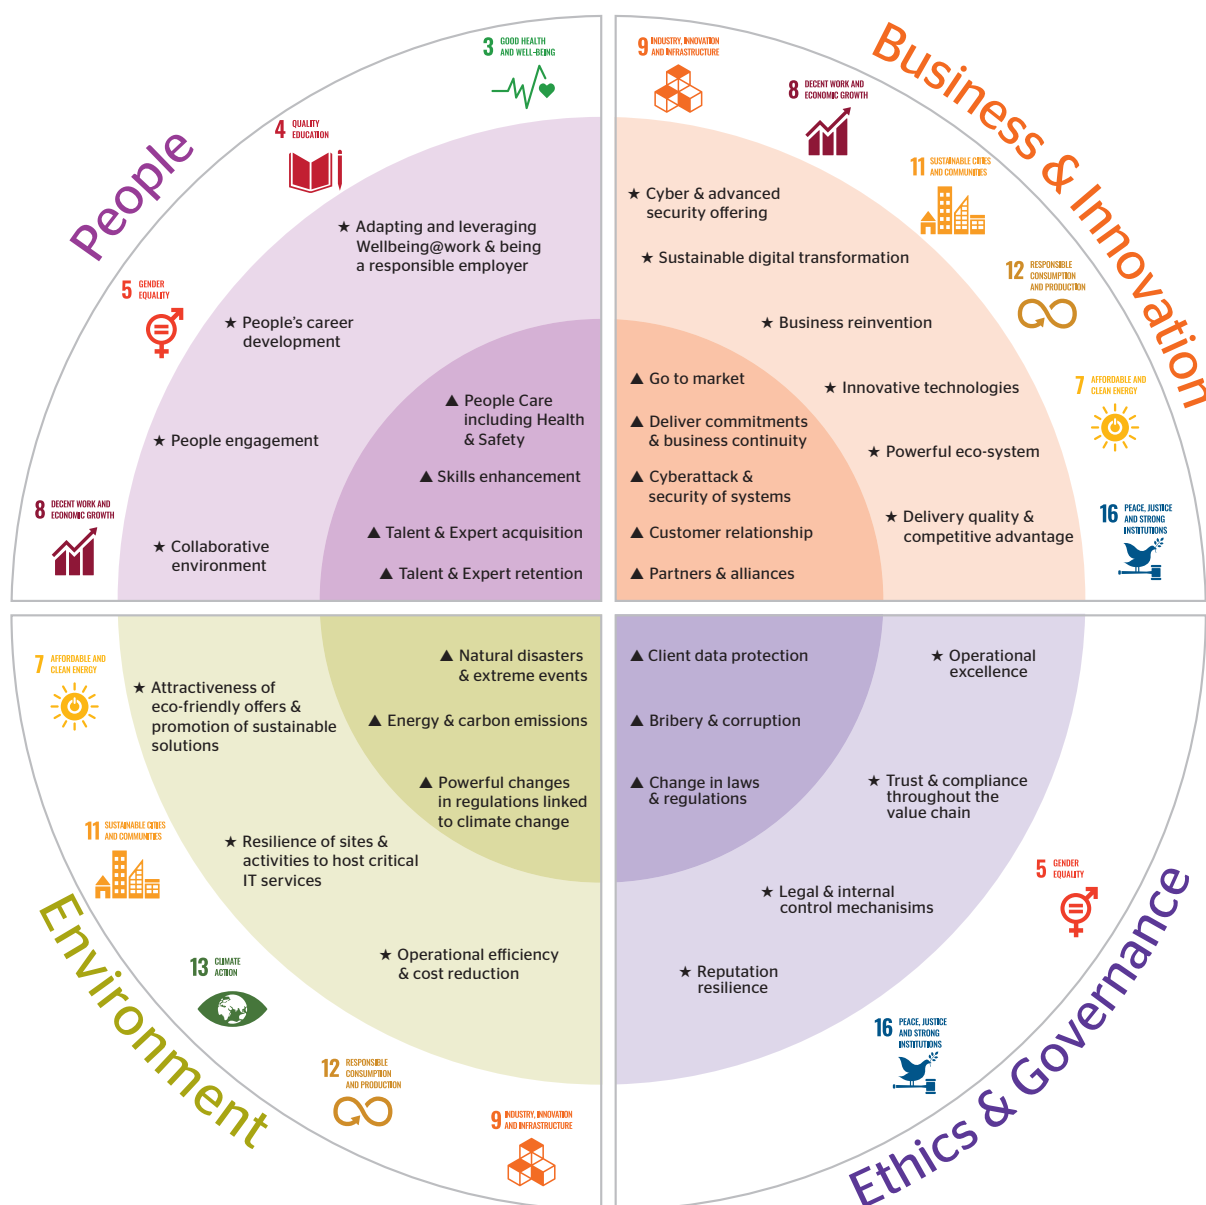 People
3 GOOD HEALTH
AND WELL-BEING
4 QUALITY
EDUCATION
5 GENDER
EQUALITY
8 DECENT WORK AND
ECONOMIC GROWTH
★ Adapting and leveraging
Wellbeing@work & being
a responsible employer
★ People's career
development
★ People engagement
★ Collaborative
environment
▲ People Care
including Health
& Safety
▲ Skills enhancement
▲ Talent & Expert acquisition
▲ Talent & Expert retention
Business & Innovation
9 INDUSTRY, INNOVATION
AND INFRASTRUCTURE
8 DECENT WORK AND
ECONOMIC GROWTH
11 SUSTAINABLE CITIES
AND COMMUNITIES
12 RESPONSIBLE
CONSUMPTION
AND PRODUCTION
7 AFFORDABLE AND
CLEAN ENERGY
16 PEACE, JUSTICE
AND STRONG
INSTITUTIONS
★ Cyber & advanced
security offering
★ Sustainable digital transformation
★ Business reinvention
★ Innovative technologies
★ Powerful eco-system
★ Delivery quality &
competitive advantage
▲ Go to market
▲ Deliver commitments
& business continuity
▲ Cyberattack &
security of systems
▲ Customer relationship
▲ Partners & alliances
Environment
7 AFFORDABLE AND
CLEAN ENERGY
11 SUSTAINABLE CITIES
AND COMMUNITIES
13 CLIMATE
ACTION
12 RESPONSIBLE
CONSUMPTION
AND PRODUCTION
9 INDUSTRY, INNOVATION
AND INFRASTRUCTURE
★ Attractiveness of
eco-friendly offers &
promotion of sustainable
solutions
★ Resilience of sites &
activities to host critical
IT services
★ Operational efficiency
& cost reduction
▲ Natural disasters
& extreme events
▲ Energy & carbon emissions
▲ Powerful changes
in regulations linked
to climate change
Ethics & Governance
▲ Client data protection
▲ Bribery & corruption
▲ Change in laws
& regulations
★ Operational
excellence
★ Trust & compliance
throughout the
value chain
★ Legal & internal
control mechanisims
★ Reputation
resilience
5 GENDER
EQUALITY
16 PEACE, JUSTICE
AND STRONG
INSTITUTIONS